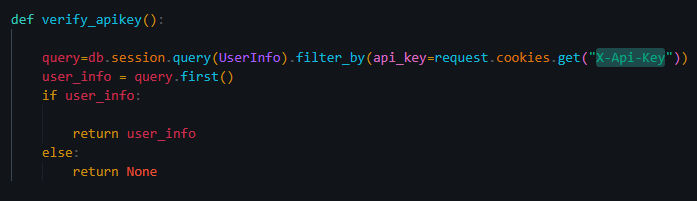 def verify_apikey():
query=db.session.query(UserInfo).filter_by(api_key=request.cookies.get("X-Api-Key"))
user_info = query.first()
if user_info:
return user_info
else:
return None